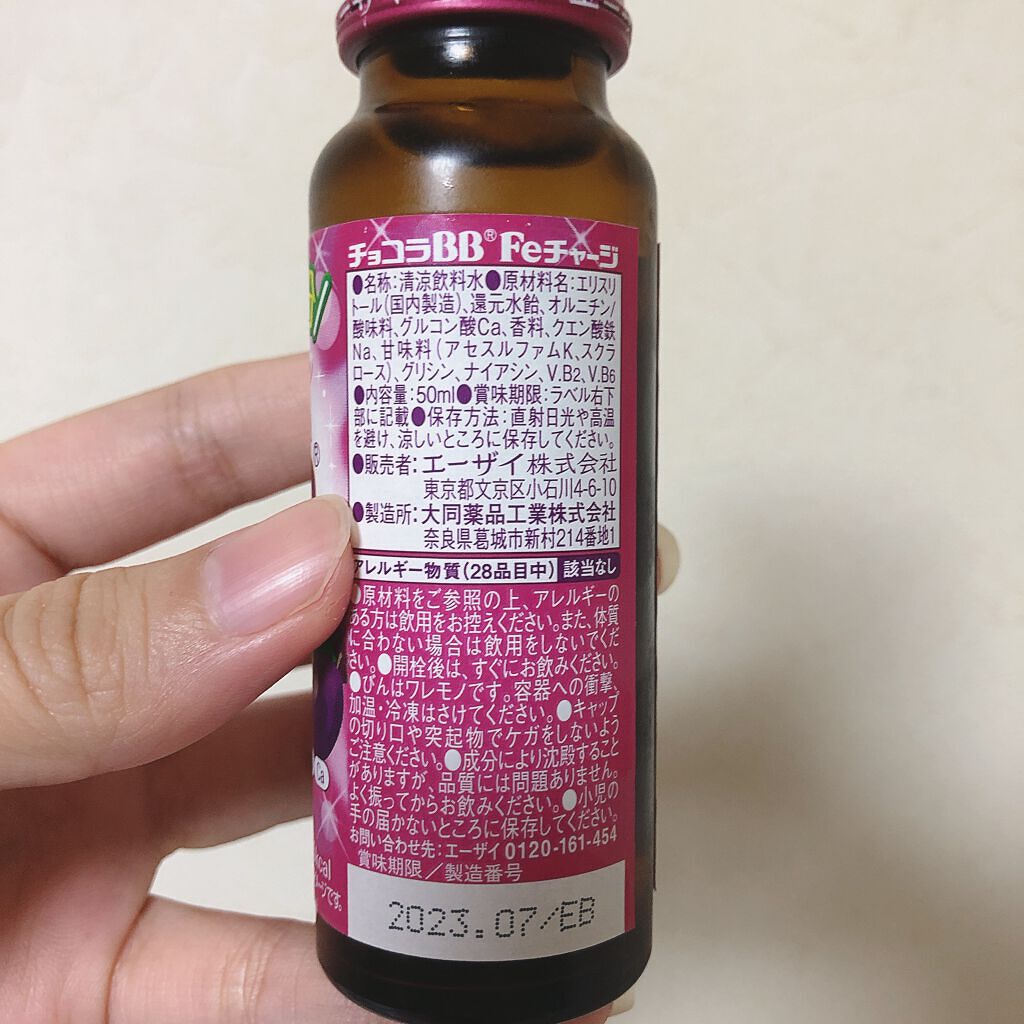 チョコラBB® Feチャージ
●名称:清涼飲料水●原材料名:エリスリ
トール(国内製造)、還元水飴、オルニチン/
酸味料、グルコン酸Ca、香料、クエン酸鉄
Na、甘味料(アセスルファムK、スクラ
ロース)、グリシン、ナイアシン、V.B2、V.B6
●内容量:50ml●賞味期限:ラベル右下
部に記載●保存方法:直射日光や高温
を避け、涼しいところに保存してください。
●販売者:エーザイ株式会社
東京都文京区小石川4-6-10
●製造所:大同薬品工業株式会社
奈良県葛城市新村214番地1
アレルギー物質(28品目中) 該当なし
●原材料をご参照の上、アレルギーの
ある方は飲用をお控えください。また、体質
に合わない場合は飲用をしないでくだ
さい。●開栓後は、すぐにお飲みください。
●びんはワレモノです。容器への衝撃、
加温・冷凍はさけてください。●キャップ
の切り口や突起物でケガをしないよう
ご注意ください。●成分により沈殿すること
がありますが、品質には問題ありません。
よく振ってからお飲みください。●小児の
手の届かないところに保存してください。
お問い合わせ先:エーザイ 0120-161-454
賞味期限/製造番号
2023.07/EB
®
Ca
kcal
ージです。